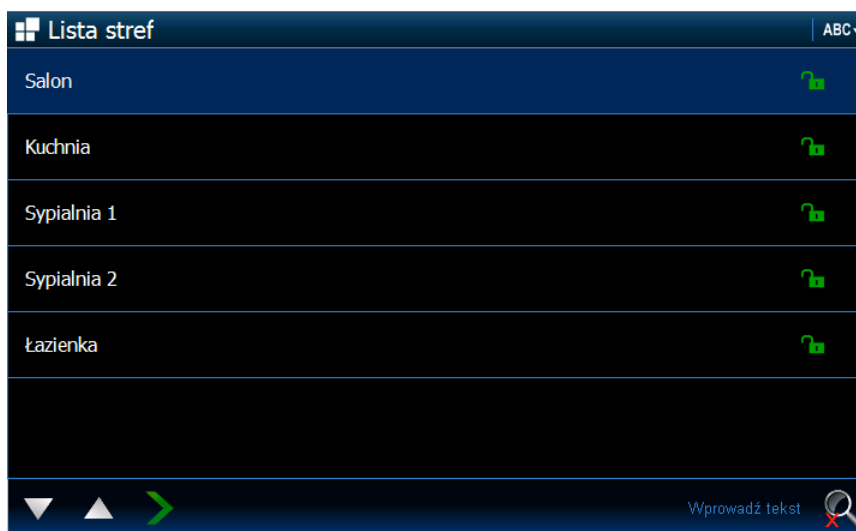 Lista stref
ABC
Salon
Kuchnia
Sypialnia 1
Sypialnia 2
Łazienka
Wprowadź tekst